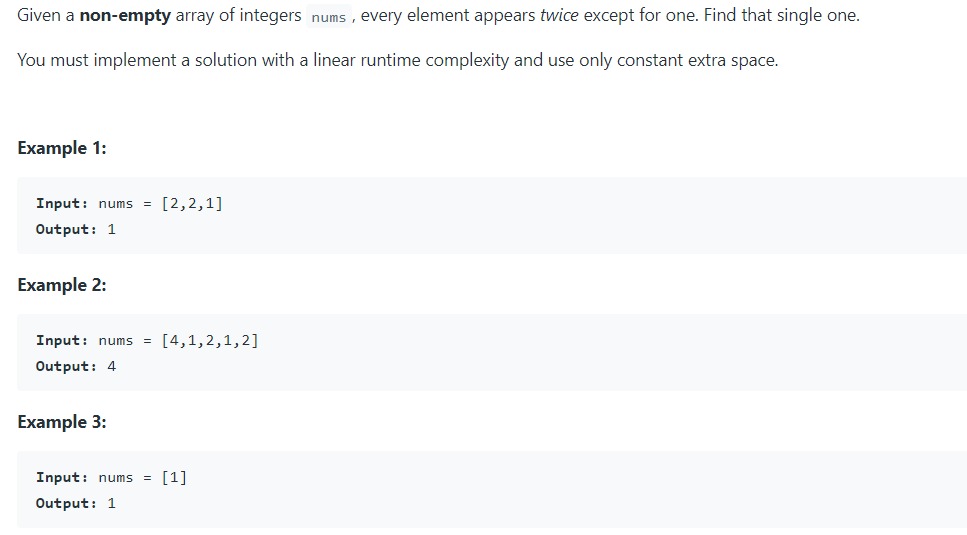 Given a non-empty array of integers nums , every element appears twice except for one. Find that single one.
You must implement a solution with a linear runtime complexity and use only constant extra space.
Example 1:
Input: nums = [2,2,1]
Output: 1
Example 2:
Input: nums = [4,1,2,1,2]
Output: 4
Example 3:
Input: nums = [1]
Output: 1